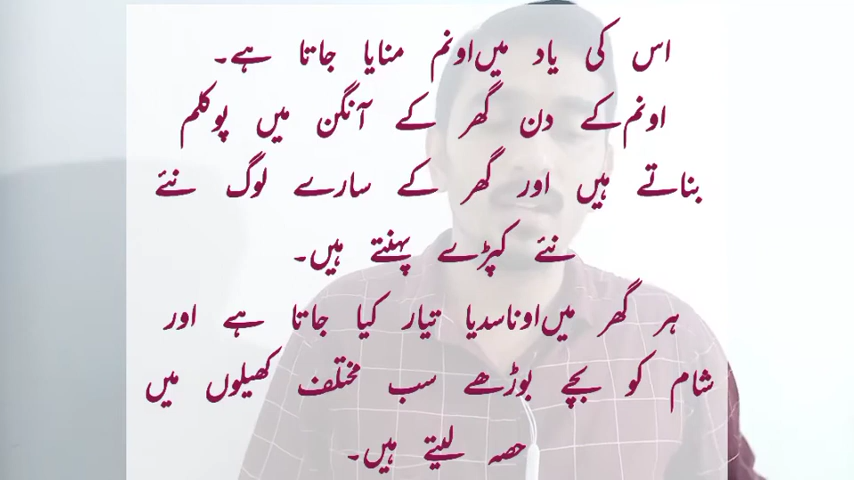 اس کی یاد میں اونم منایا جاتا ہے۔
اونم کے دن گھر کے آنگن میں پوکلم
بناتے ہیں اور گھر کے سارے لوگ نئے
نئے کپڑے پہنتے ہیں۔
ہر گھر میں اوناسدیا تیار کیا جاتا ہے اور
شام کو بچے بوڑھے سب مختلف کھیلوں میں
حصہ لیتے ہیں۔